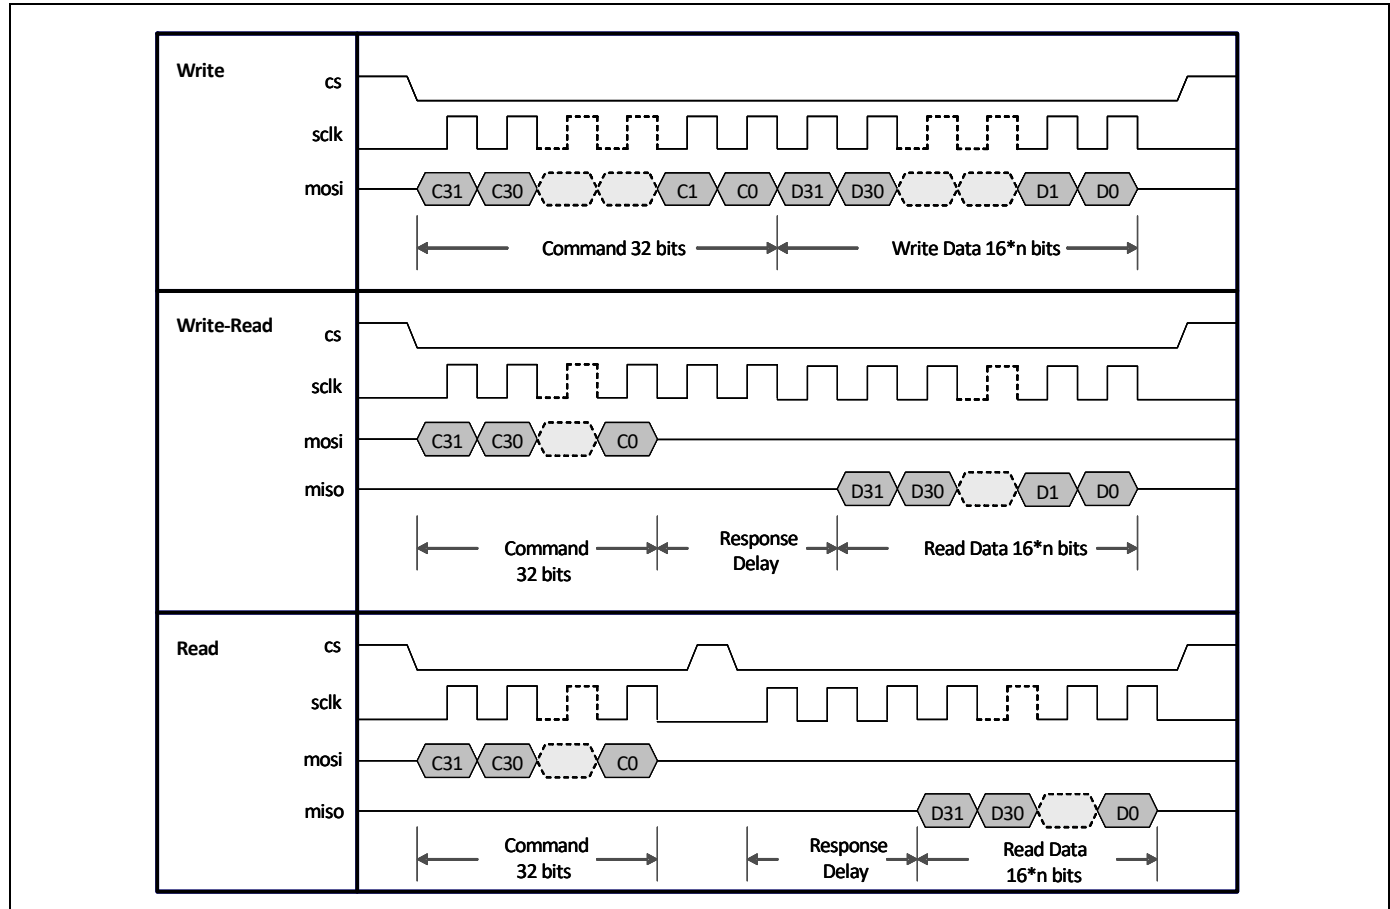 Write
cs
sclk
mosi
C31 C30 C1 C0 D31 D30 D1 D0
Command 32 bits
Write Data 16*n bits
Write-Read
cs
sclk
mosi
C31 C30 C0
miso
D31 D30 D1 D0
Command
32 bits
Response
Delay
Read Data 16*n bits
Read
cs
sclk
mosi
C31 C30 C0
miso
D31 D30 D0
Command
32 bits
Response
Delay
Read Data
16*n bits